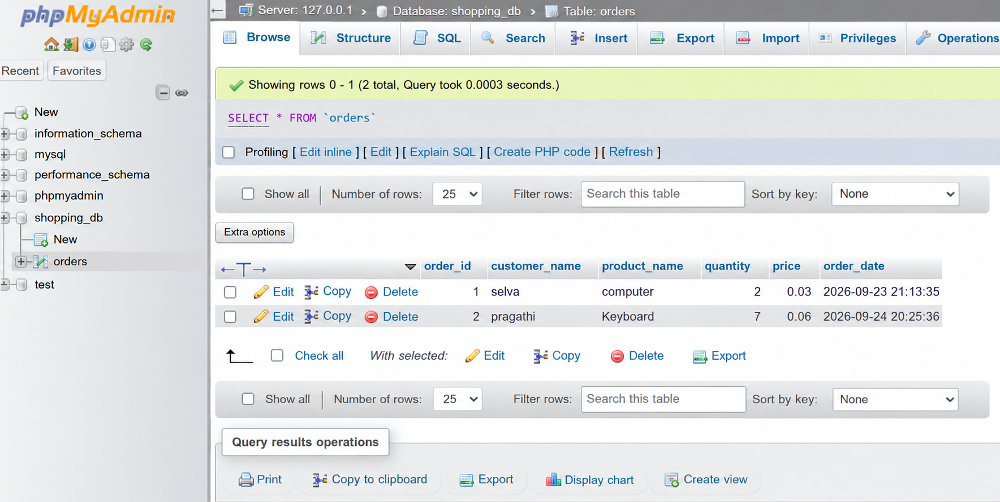 phpMyAdmin
Recent Favorites
New
information_schema
mysql
performance_schema
phpmyadmin
shopping_db
New
orders
test
Server: 127.0.0.1 › Database: shopping_db › Table: orders
Browse Structure SQL Search Insert Export Import Privileges Operations
Showing rows 0 - 1 (2 total, Query took 0.0003 seconds.)
SELECT * FROM `orders`
Profiling [ Edit inline ] [ Edit ] [ Explain SQL ] [ Create PHP code ] [ Refresh ]
Show all Number of rows: 25 Filter rows: Search this table Sort by key: None
Extra options
←T→ order_id customer_name product_name quantity price order_date
Edit Copy Delete 1 selva computer 2 0.03 2026-09-23 21:13:35
Edit Copy Delete 2 pragathi Keyboard 7 0.06 2026-09-24 20:25:36
Check all With selected: Edit Copy Delete Export
Show all Number of rows: 25 Filter rows: Search this table Sort by key: None
Query results operations
Print Copy to clipboard Export Display chart Create view